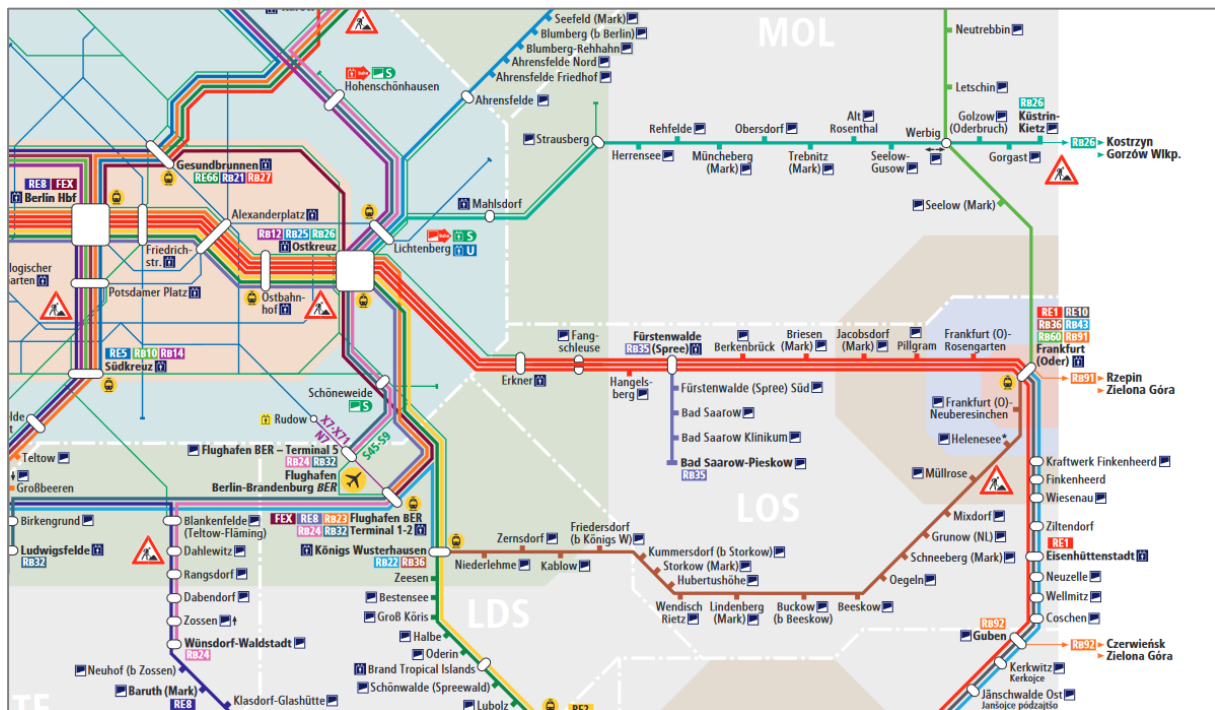 Seefeld (Mark)
Blumberg (b Berlin)
Blumberg-Rehhahn
Ahrensfelde Nord
Ahrensfelde Friedhof
Ahrensfelde
MOL
Neutrebbin
Letschin
S
Hohenschönhausen
Strausberg
Herrensee
Rehfelde
Müncheberg
(Mark)
Obersdorf
Trebnitz
(Mark)
Alt
Rosenthal
Seelow-
Gusow
Werbig
Golzow
(Oderbruch)
Gorgast
RB26
Küstrin-
Kietz
RB26 Kostrzyn
Gorzów Wlkp.
Seelow (Mark)
Gesundbrunnen
RE66 RB21 RB27
RE8 FEX
Berlin Hbf
Alexanderplatz
Mahlsdorf
RB12 RB25 RB26
Ostkreuz
Lichtenberg
S
U
Friedrich-
str.
ologischer
arten
Potsdamer Platz
Ostbahn-
hof
RE5 RB10 RB14
Südkreuz
Schöneweide
S
Erkner
Fang-
schleuse
Hangels-
berg
Fürstenwalde
RB35 (Spree)
Berkenbrück
Briesen
(Mark)
Jacobsdorf
(Mark)
Pillgram
Frankfurt (O)-
Rosengarten
RE1 RE10
RB36 RB43
RB60 RB91
Frankfurt
(Oder)
RB91 Rzepin
Zielona Góra
Fürstenwalde (Spree) Süd
Bad Saarow
Bad Saarow Klinikum
Bad Saarow-Pieskow
RB35
Frankfurt (O)-
Neuberesinchen
Helenesee*
Müllrose
Mixdorf
Grunow (NL)
Schneeberg (Mark)
Oegeln
LOS
Kraftwerk Finkenheerd
Finkenheerd
Wiesenau
Ziltendorf
RE1
Eisenhüttenstadt
Neuzelle
Wellmitz
Coschen
RB92
Guben
RB92 Czerwieńsk
Zielona Góra
Kerkwitz
Kerkojce
Jänschwalde Ost
Janšojce pódzajtšo
Rudow
X7·X71
N7
S45·S9
Flughafen BER – Terminal 5
RB24 RB32
Flughafen
Berlin-Brandenburg BER
FEX RE8 RB23 Flughafen BER
RB24 RB32 Terminal 1-2
Teltow
Großbeeren
Birkengrund
Ludwigsfelde
RB32
Blankenfelde
(Teltow-Fläming)
Dahlewitz
Rangsdorf
Dabendorf
Zossen
Wünsdorf-Waldstadt
RB24
Neuhof (b Zossen)
Baruth (Mark)
RE8
Klasdorf-Glashütte
Königs Wusterhausen
RB22 RB36
Niederlehme
Zernsdorf
Kablow
Friedersdorf
(b Königs W)
Kummersdorf (b Storkow)
Storkow (Mark)
Hubertushöhe
Wendisch
Rietz
Lindenberg
(Mark)
Buckow
(b Beeskow)
Beeskow
Zeesen
Bestensee
Groß Köris
Halbe
Oderin
Brand Tropical Islands
Schönwalde (Spreewald)
Lubolz
RE2
LDS
TF